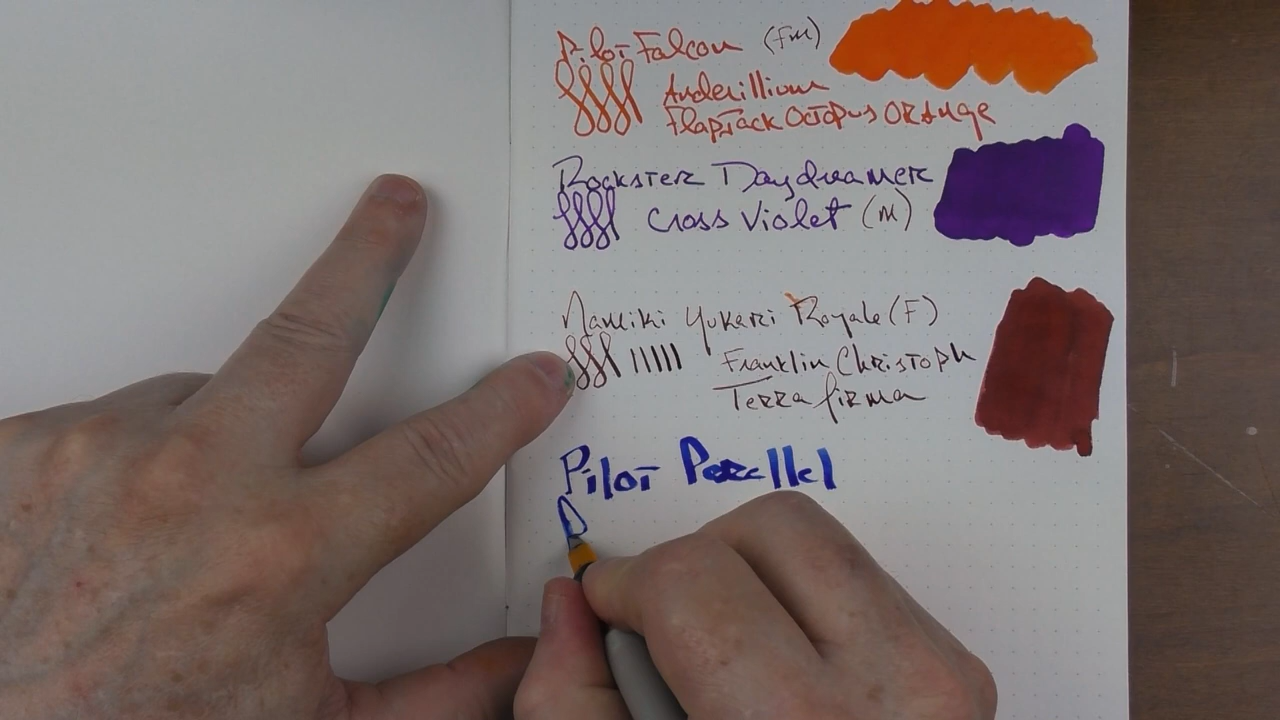 Pilot Falcon (FM)
Anderillium
Flapjack Octopus Orange
Rockster Daydreamer
Cross Violet (M)
Namiki Yukari Royale (F)
Franklin Christoph
Terra firma
Pilot Parallel